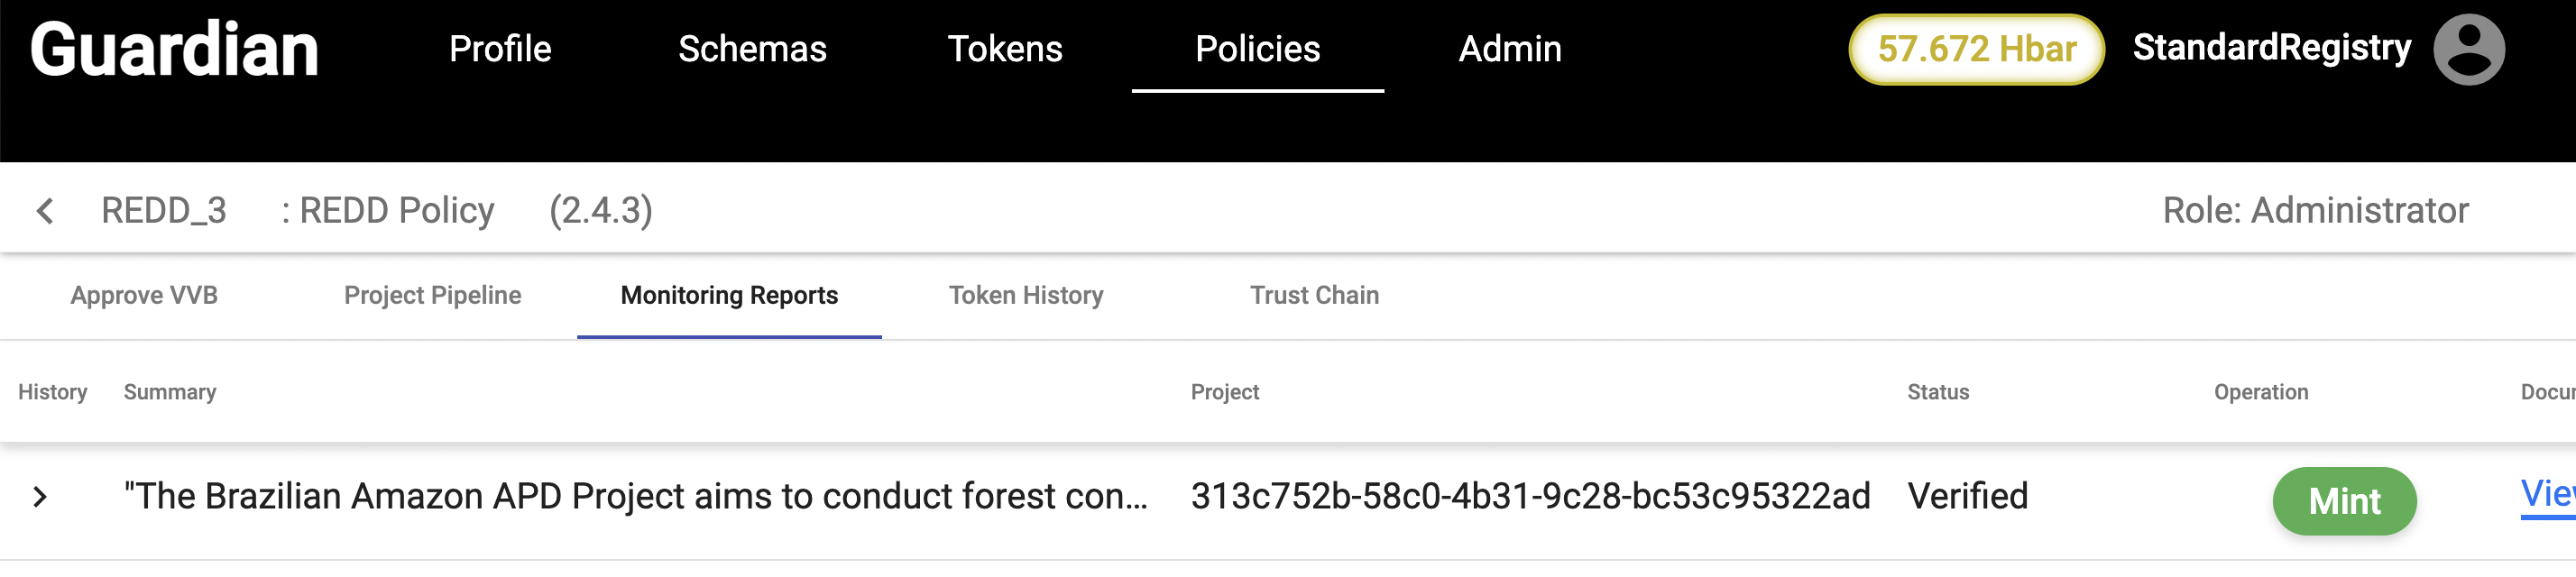 Guardian Profile Schemas Tokens Policies Admin 57.672 Hbar StandardRegistry
REDD_3 : REDD Policy (2.4.3) Role: Administrator
Approve VVB Project Pipeline Monitoring Reports Token History Trust Chain
History Summary Project Status Operation Docu
"The Brazilian Amazon APD Project aims to conduct forest con... 313c752b-58c0-4b31-9c28-bc53c95322ad Verified Mint View